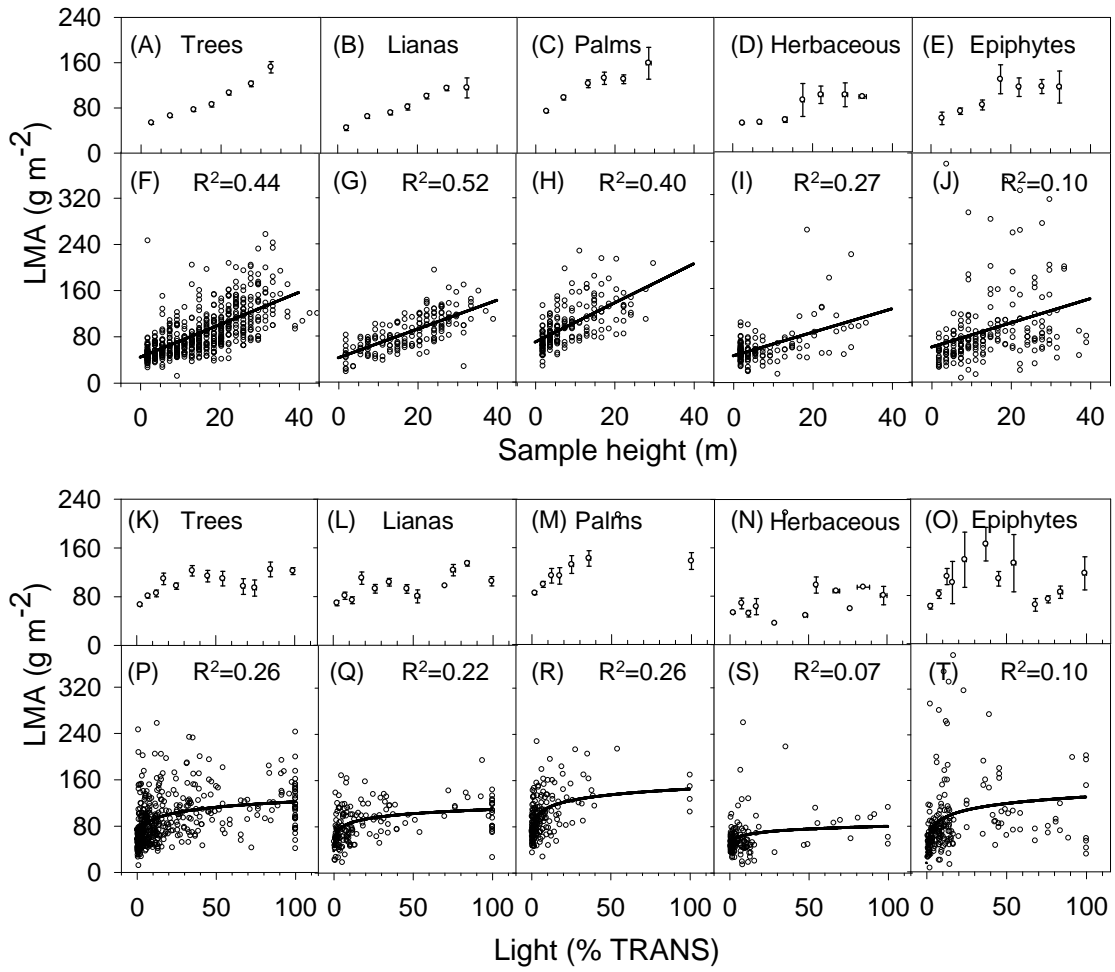 240
(A) Trees (B) Lianas (C) Palms (D) Herbaceous (E) Epiphytes
160
80
0
(F) R²=0.44 (G) R²=0.52 (H) R²=0.40 (I) R²=0.27 (J) R²=0.10
320
240
160
80
0
LMA (g m⁻²)
0 20 40 0 20 40 0 20 40 0 20 40 0 20 40
Sample height (m)
240
(K) Trees (L) Lianas (M) Palms (N) Herbaceous (O) Epiphytes
160
80
0
(P) R²=0.26 (Q) R²=0.22 (R) R²=0.26 (S) R²=0.07 (T) R²=0.10
320
240
160
80
0
LMA (g m⁻²)
0 50 100 0 50 100 0 50 100 0 50 100 0 50 100
Light (% TRANS)